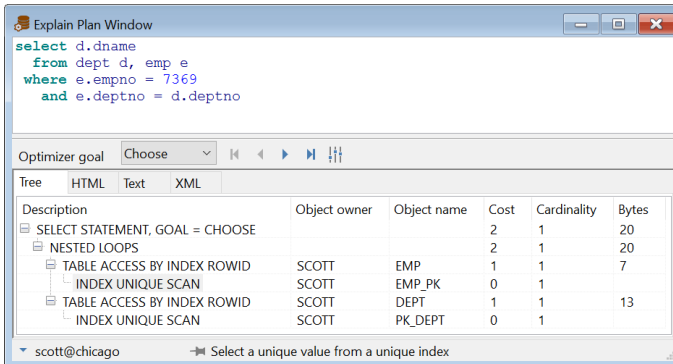 Explain Plan Window
select d.dname
from dept d, emp e
where e.empno = 7369
and e.deptno = d.deptno
Optimizer goal Choose
Tree HTML Text XML
Description Object owner Object name Cost Cardinality Bytes
SELECT STATEMENT, GOAL = CHOOSE 2 1 20
NESTED LOOPS 2 1 20
TABLE ACCESS BY INDEX ROWID SCOTT EMP 1 1 7
INDEX UNIQUE SCAN SCOTT EMP_PK 0 1
TABLE ACCESS BY INDEX ROWID SCOTT DEPT 1 1 13
INDEX UNIQUE SCAN SCOTT PK_DEPT 0 1
scott@chicago Select a unique value from a unique index